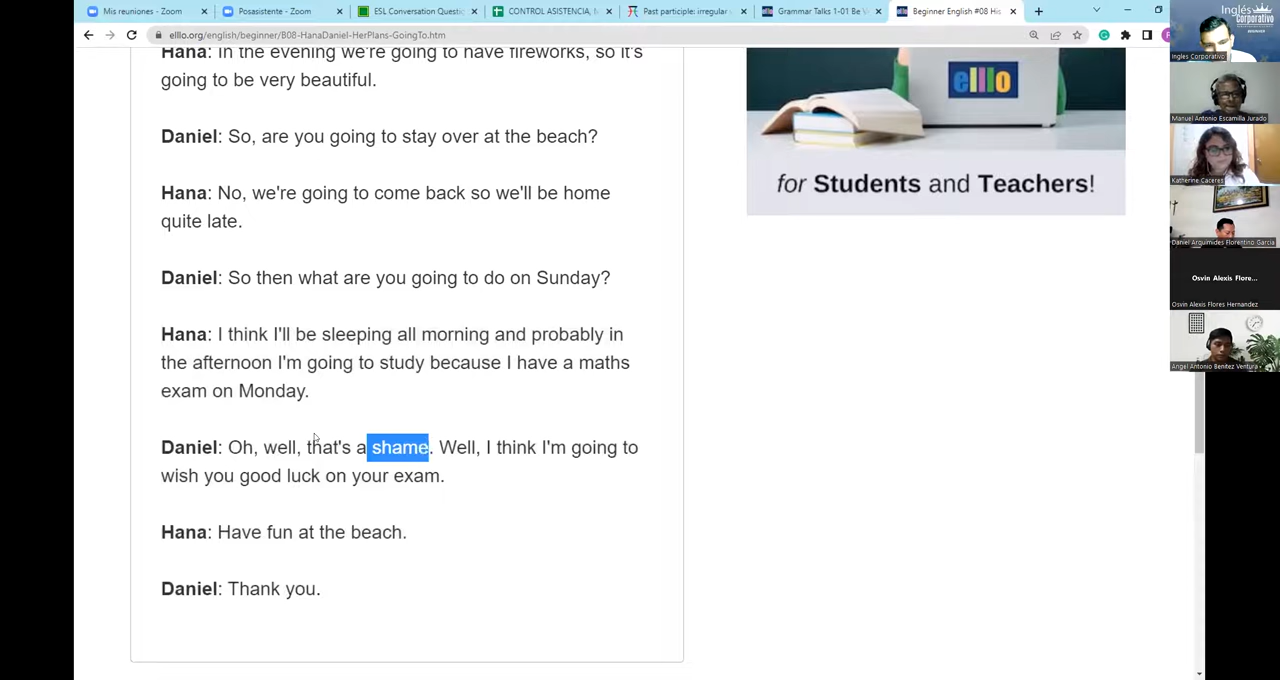 Mis reuniones - Zoom
Posasistente - Zoom
ESL Conversation Questi
CONTROL ASISTENCIA, I
Past participle: irregular v
Grammar Talks 1-01 Be V
Beginner English #08 His
elllo.org/english/beginner/B08-HanaDaniel-HerPlans-GoingTo.htm
Hana: In the evening we're going to have fireworks, so it's
going to be very beautiful.
Daniel: So, are you going to stay over at the beach?
Hana: No, we're going to come back so we'll be home
quite late.
Daniel: So then what are you going to do on Sunday?
Hana: I think I'll be sleeping all morning and probably in
the afternoon I'm going to study because I have a maths
exam on Monday.
Daniel: Oh, well, that's a shame. Well, I think I'm going to
wish you good luck on your exam.
Hana: Have fun at the beach.
Daniel: Thank you.
elllo
for Students and Teachers!
Inglés
Corporativo
BEGINNER
Inglés Corporativo
Manuel Antonio Escamilla Jurado
Katherine Caceres
Daniel Arquimides Florentino Garcia
Osvin Alexis Flore...
Osvin Alexis Flores Hernandez
Angel Antonio Benitez Ventura